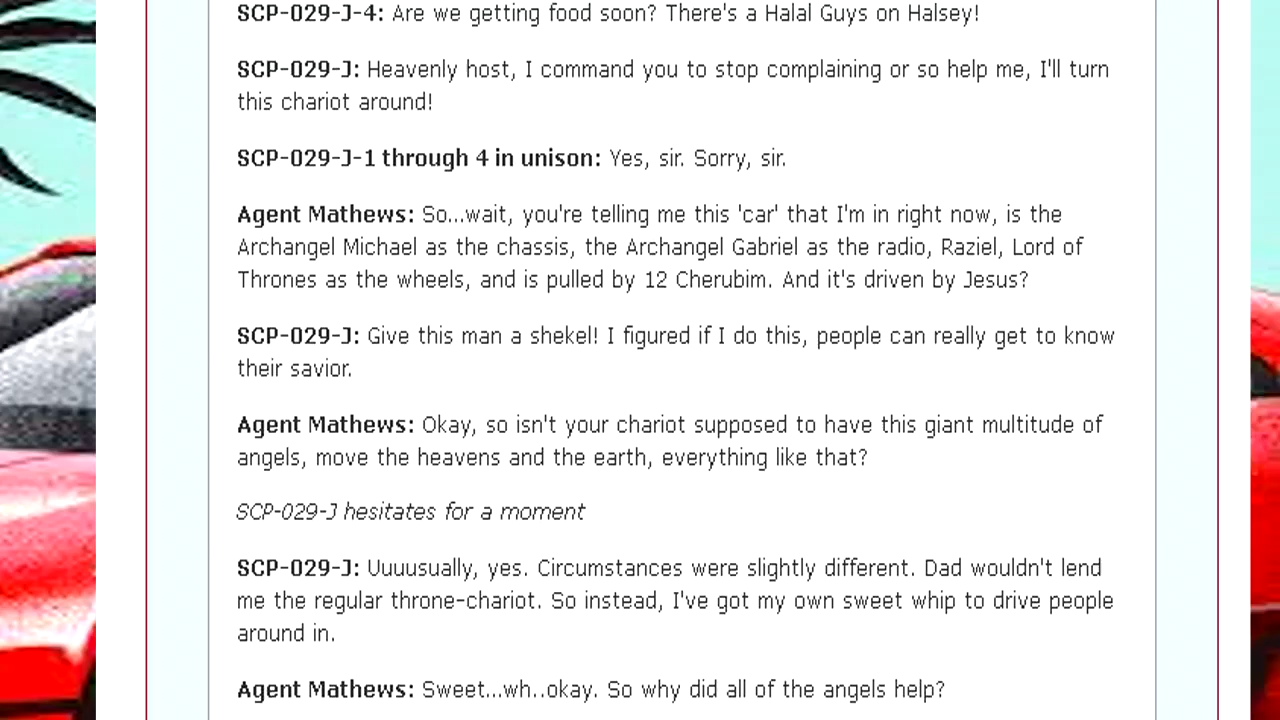 SCP-029-J-4: Are we getting food soon? There's a Halal Guys on Halsey!
SCP-029-J: Heavenly host, I command you to stop complaining or so help me, I'll turn
this chariot around!
SCP-029-J-1 through 4 in unison: Yes, sir. Sorry, sir.
Agent Mathews: So...wait, you're telling me this 'car' that I'm in right now, is the
Archangel Michael as the chassis, the Archangel Gabriel as the radio, Raziel, Lord of
Thrones as the wheels, and is pulled by 12 Cherubim. And it's driven by Jesus?
SCP-029-J: Give this man a shekel! I figured if I do this, people can really get to know
their savior.
Agent Mathews: Okay, so isn't your chariot supposed to have this giant multitude of
angels, move the heavens and the earth, everything like that?
SCP-029-J hesitates for a moment
SCP-029-J: Uuuusually, yes. Circumstances were slightly different. Dad wouldn't lend
me the regular throne-chariot. So instead, I've got my own sweet whip to drive people
around in.
Agent Mathews: Sweet...wh..okay. So why did all of the angels help?